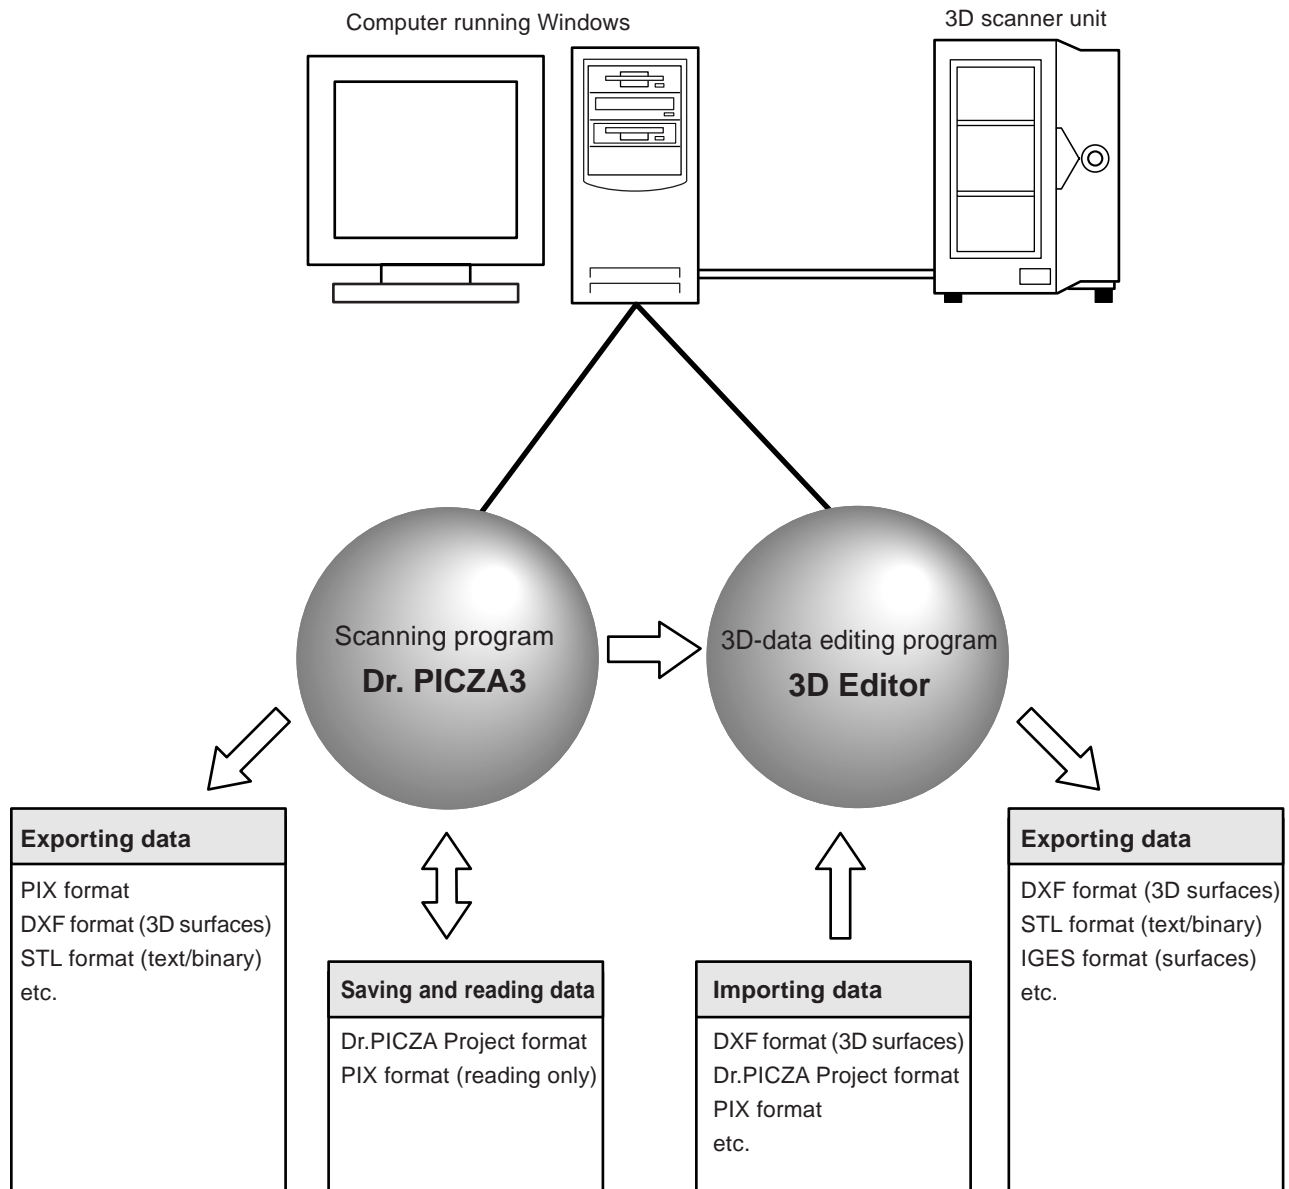 Computer running Windows
3D scanner unit
Scanning program
Dr. PICZA3
3D-data editing program
3D Editor
Exporting data
PIX format
DXF format (3D surfaces)
STL format (text/binary)
etc.
Saving and reading data
Dr.PICZA Project format
PIX format (reading only)
Importing data
DXF format (3D surfaces)
Dr.PICZA Project format
PIX format
etc.
Exporting data
DXF format (3D surfaces)
STL format (text/binary)
IGES format (surfaces)
etc.